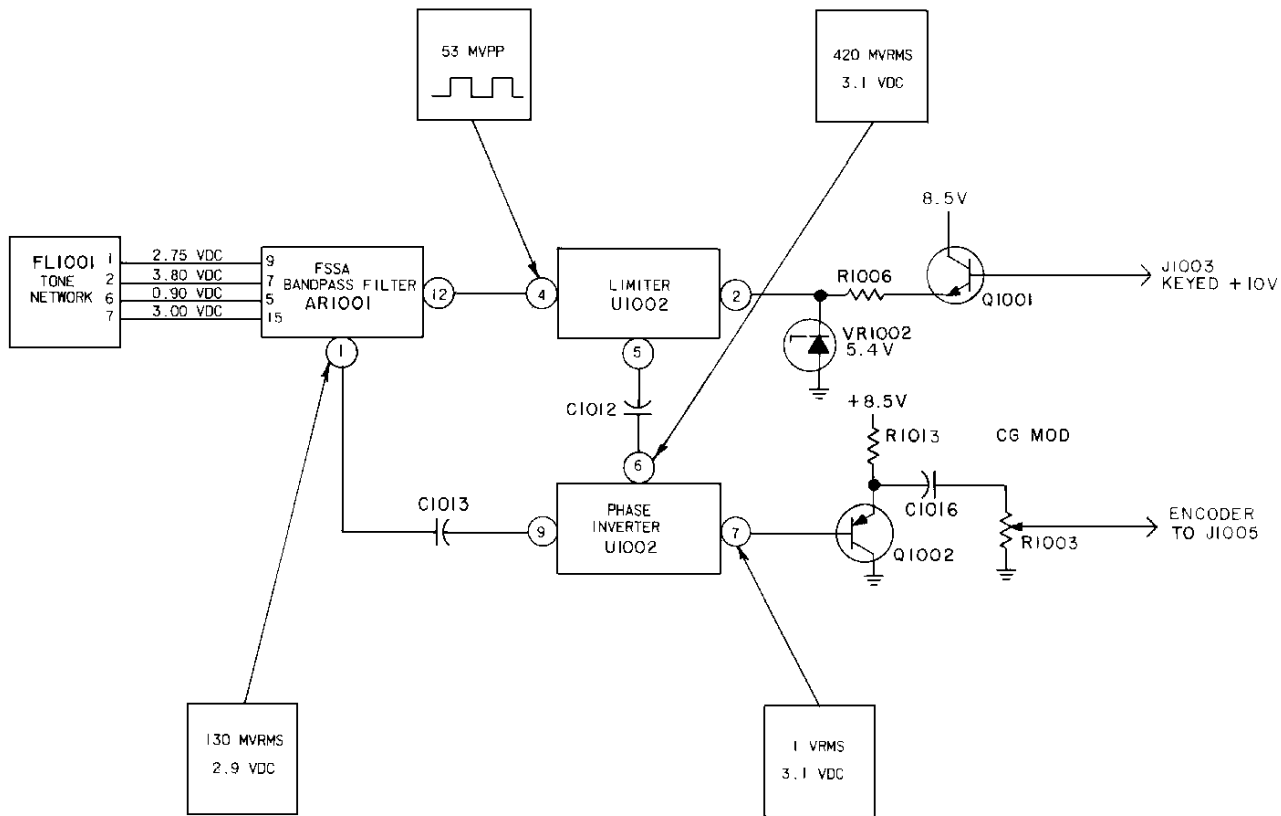 53 MVPP
420 MVRMS
3.1 VDC
8.5V
FL1001
TONE
NETWORK
1
2
6
7
2.75 VDC
3.80 VDC
0.90 VDC
3.00 VDC
9
7
5
15
FSSA
BANDPASS FILTER
AR1001
12
1
4
LIMITER
U1002
2
5
R1006
Q1001
J1003
KEYED +10V
VR1002
5.4V
C1012
6
+8.5V
R1013
CG MOD
C1013
9
PHASE
INVERTER
U1002
7
C1016
Q1002
R1003
ENCODER
TO J1005
130 MVRMS
2.9 VDC
1 VRMS
3.1 VDC